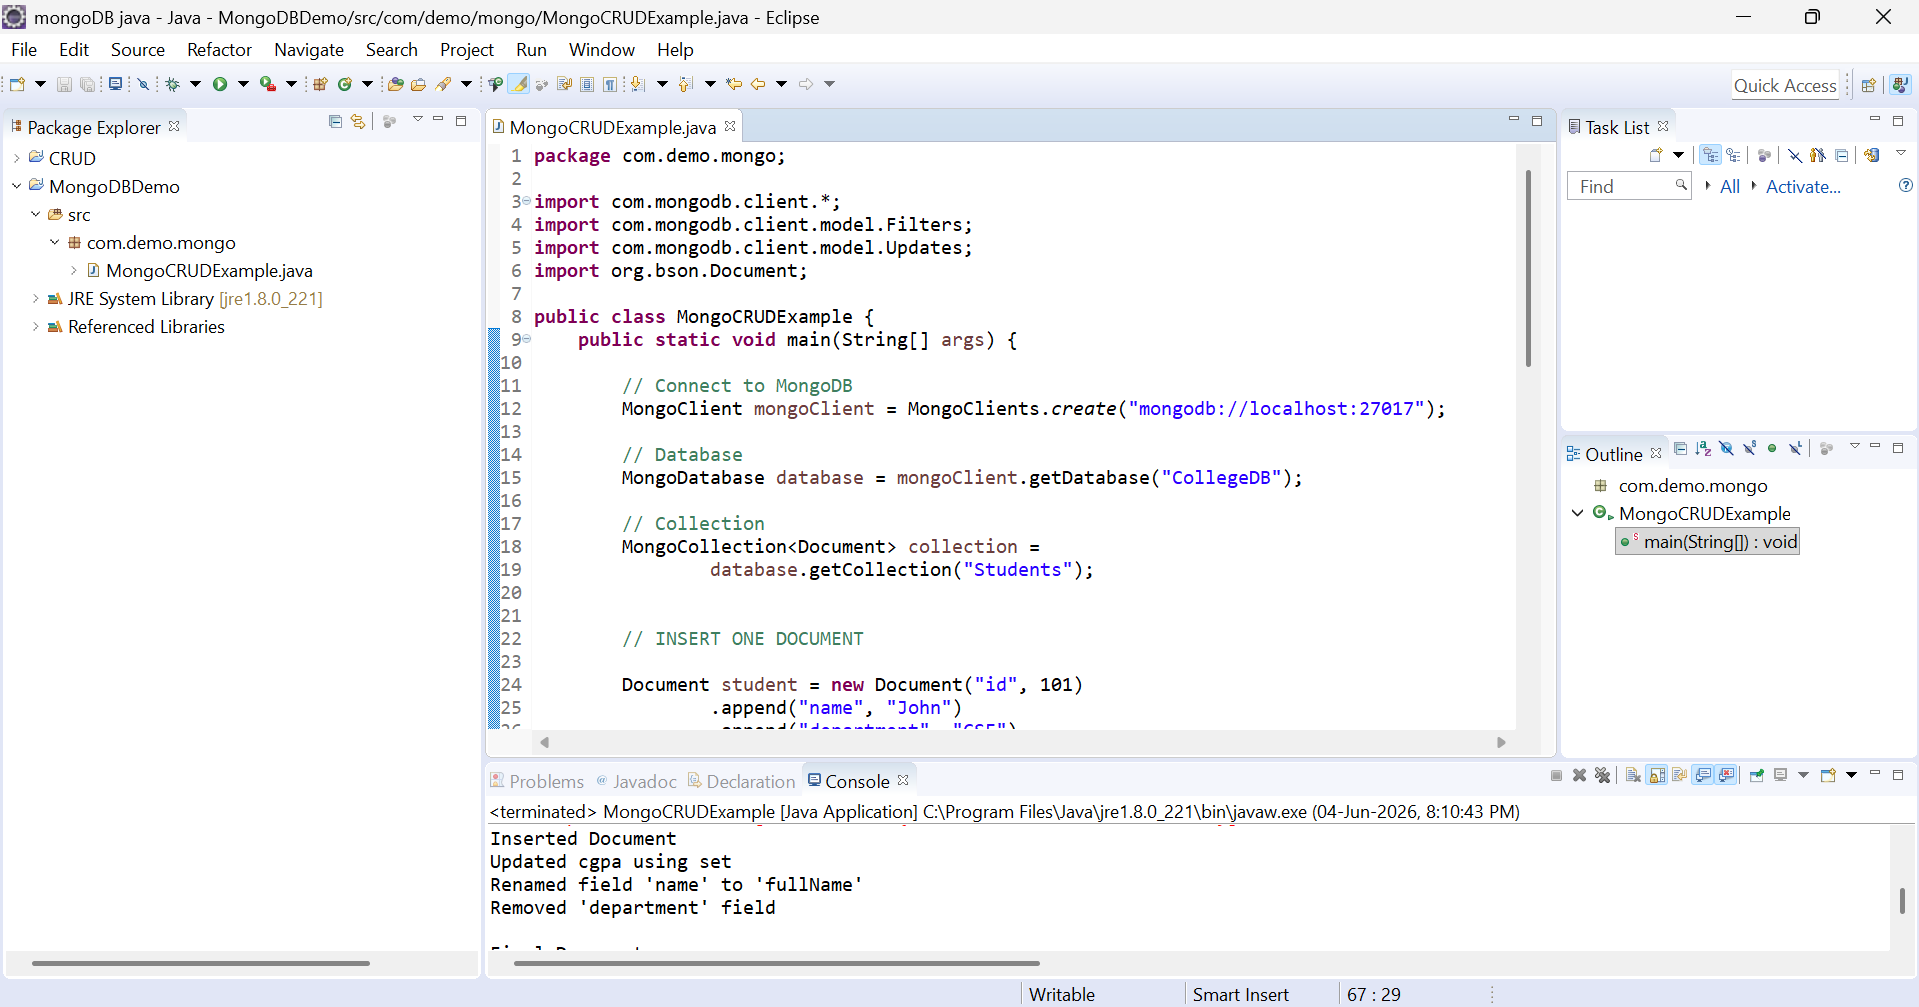 mongoDB java - Java - MongoDBDemo/src/com/demo/mongo/MongoCRUDExample.java - Eclipse
File Edit Source Refactor Navigate Search Project Run Window Help
Quick Access
Package Explorer
CRUD
MongoDBDemo
src
com.demo.mongo
MongoCRUDExample.java
JRE System Library [jre1.8.0_221]
Referenced Libraries
MongoCRUDExample.java
1 package com.demo.mongo;
2
3 import com.mongodb.client.*;
4 import com.mongodb.client.model.Filters;
5 import com.mongodb.client.model.Updates;
6 import org.bson.Document;
7
8 public class MongoCRUDExample {
9     public static void main(String[] args) {
10
11         // Connect to MongoDB
12         MongoClient mongoClient = MongoClients.create("mongodb://localhost:27017");
13
14         // Database
15         MongoDatabase database = mongoClient.getDatabase("CollegeDB");
16
17         // Collection
18         MongoCollection<Document> collection =
19                 database.getCollection("Students");
20
21
22         // INSERT ONE DOCUMENT
23
24         Document student = new Document("id", 101)
25                 .append("name", "John")
26                 .append("department", "CSE")
Task List
Find
All
Activate...
Outline
com.demo.mongo
MongoCRUDExample
main(String[]) : void
Problems Javadoc Declaration Console
<terminated> MongoCRUDExample [Java Application] C:\Program Files\Java\jre1.8.0_221\bin\javaw.exe (04-Jun-2026, 8:10:43 PM)
Inserted Document
Updated cgpa using set
Renamed field 'name' to 'fullName'
Removed 'department' field
Writable
Smart Insert
67 : 29